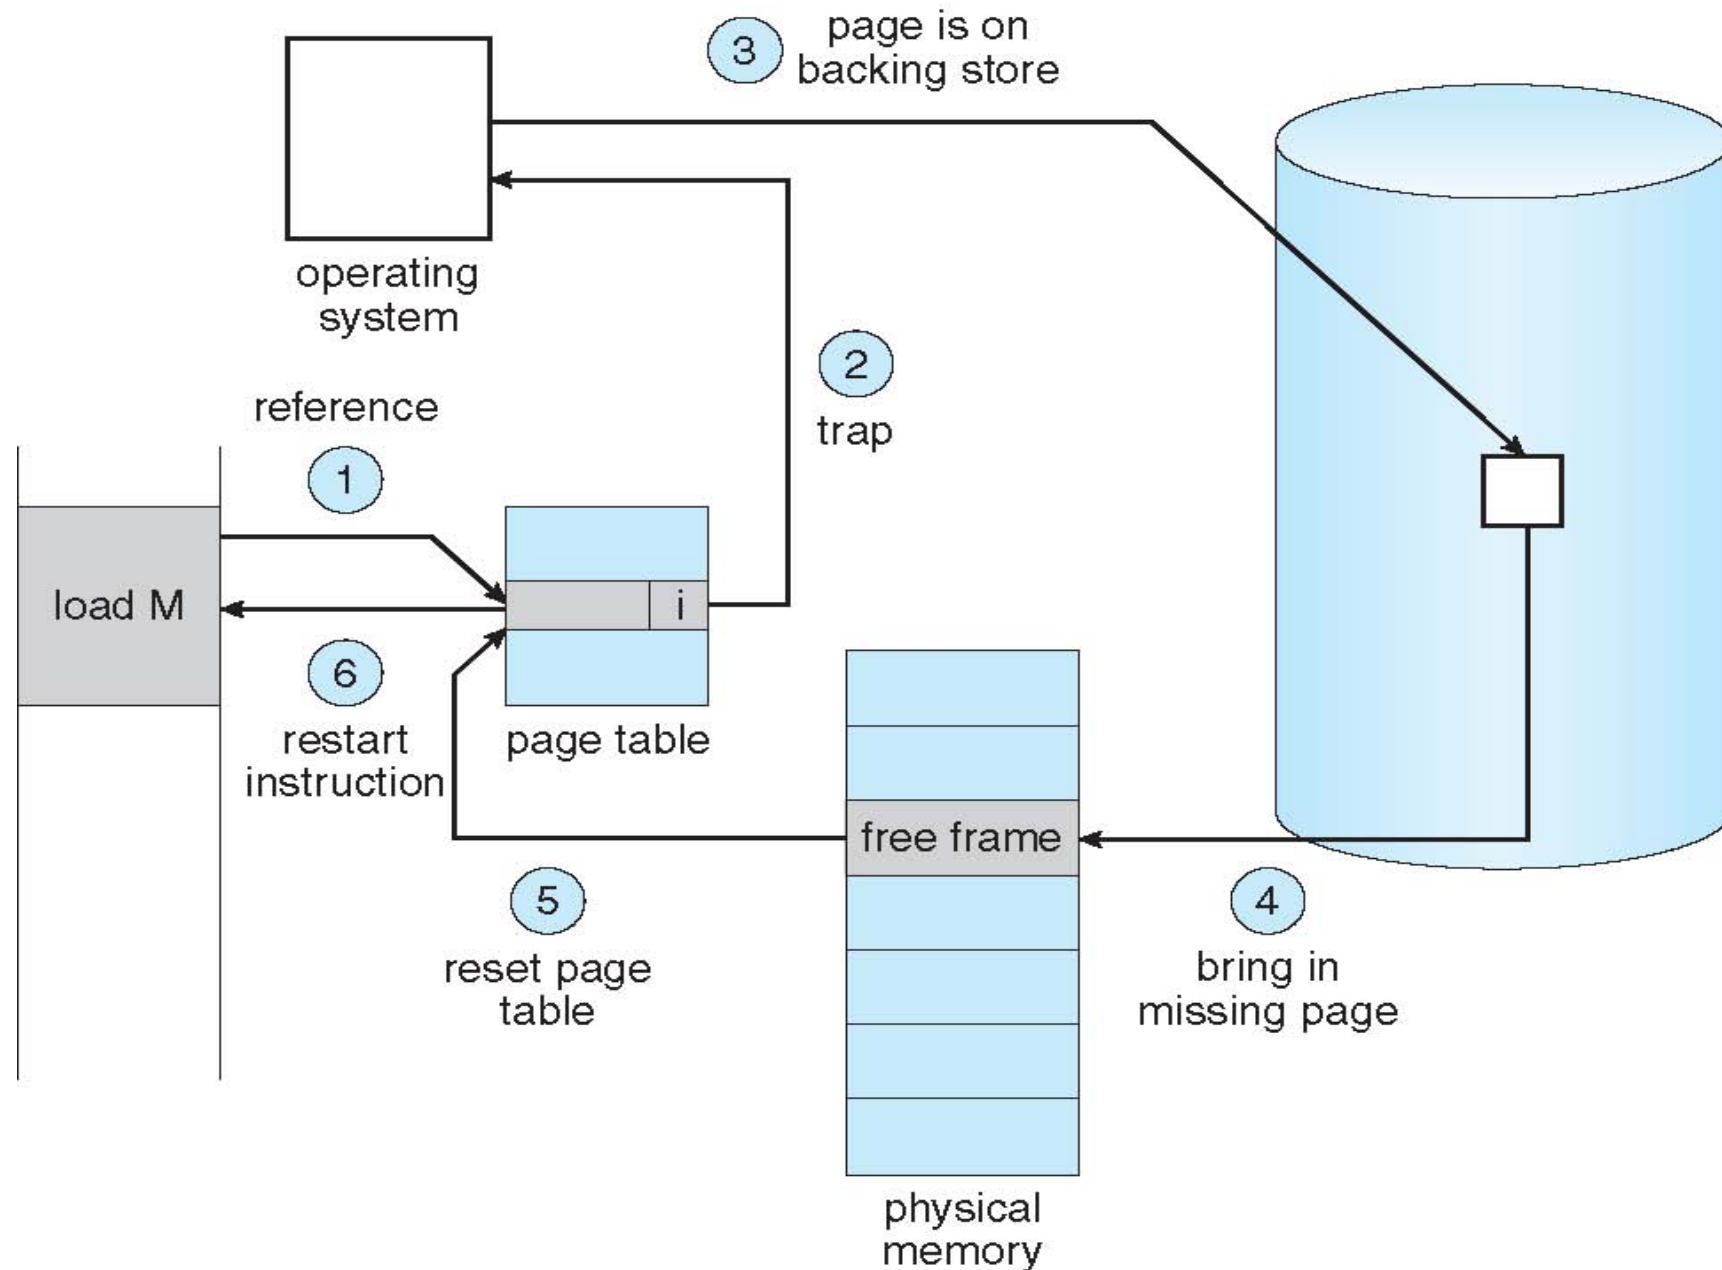 3
page is on
backing store
operating
system
2
trap
reference
1
load M
i
6
restart
instruction
page table
free frame
5
reset page
table
4
bring in
missing page
physical
memory